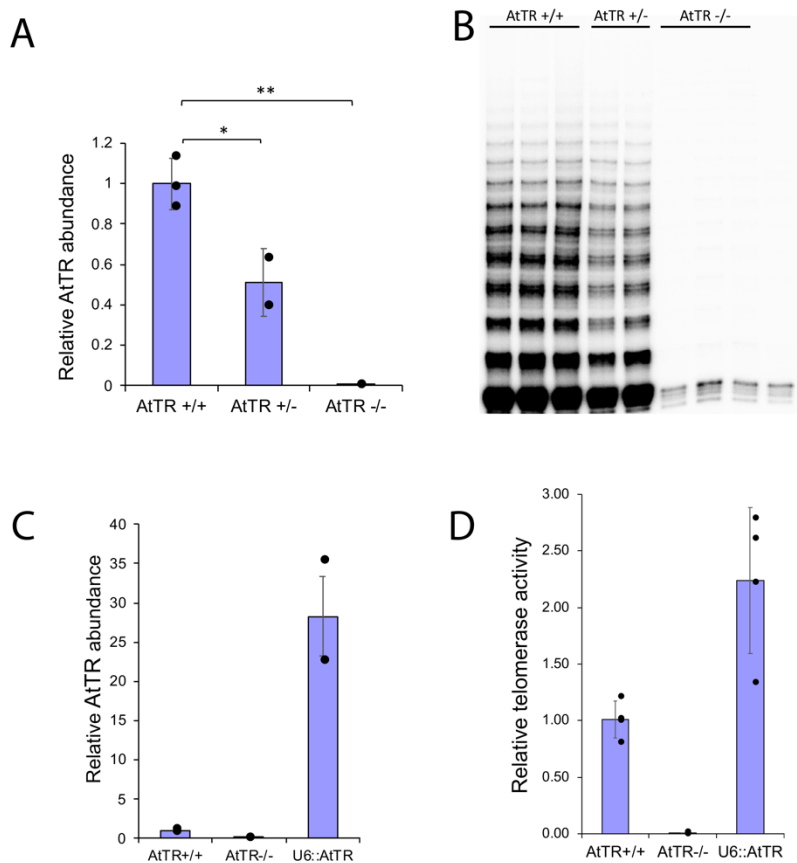 A
Relative AtTR abundance
**
*
1.2
1
0.8
0.6
0.4
0.2
0
AtTR +/+
AtTR +/-
AtTR -/-
B
AtTR +/+
AtTR +/-
AtTR -/-
C
Relative AtTR abundance
40
35
30
25
20
15
10
5
0
AtTR+/+
AtTR-/-
U6::AtTR
D
Relative telomerase activity
3.00
2.50
2.00
1.50
1.00
0.50
0.00
AtTR+/+
AtTR-/-
U6::AtTR